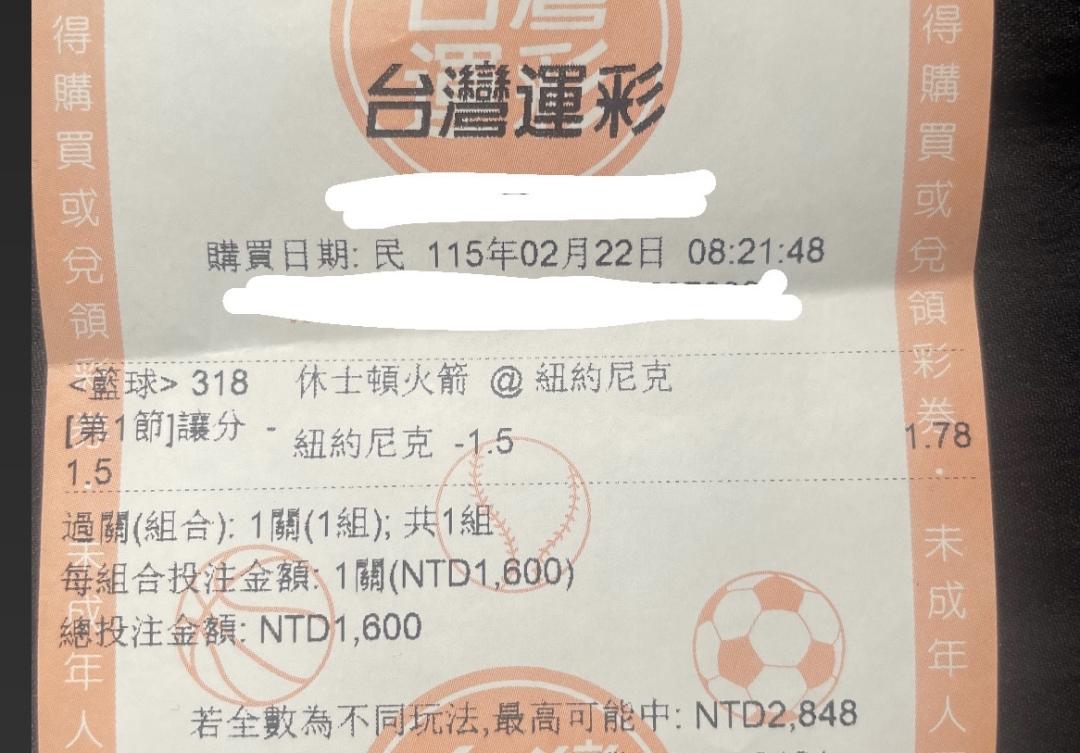 台灣運彩
台灣運彩
購買日期: 民 115年02月22日 08:21:48
<籃球> 318 休士頓火箭 @ 紐約尼克
[第1節]讓分 - 紐約尼克 -1.5 1.78
1.5
過關(組合): 1關(1組); 共1組
每組合投注金額: 1關(NTD1,600)
總投注金額: NTD1,600
若全數為不同玩法,最高可能中: NTD2,848
得購買或兌領彩券
未成年人
得購買或兌領彩券.未成年人